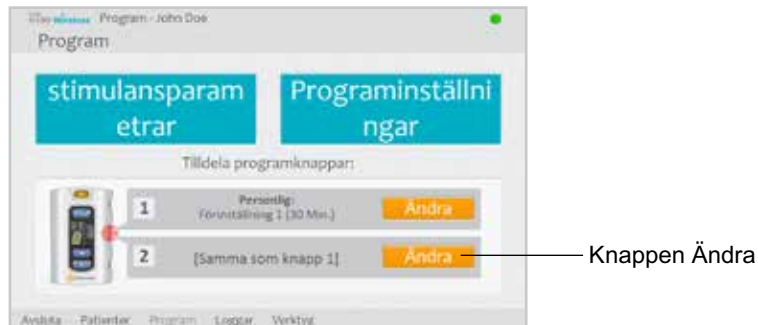 Program - John Doe
Program
stimulansparam
etrar
Programinställni
ngar
Tilldela programknappar:
1
Personlig:
Förinställning 1 (30 Min.)
Ändra
2
[Samma som knapp 1]
Ändra
Knappen Ändra
Avsluta Patienter Program Loggar Verktyg